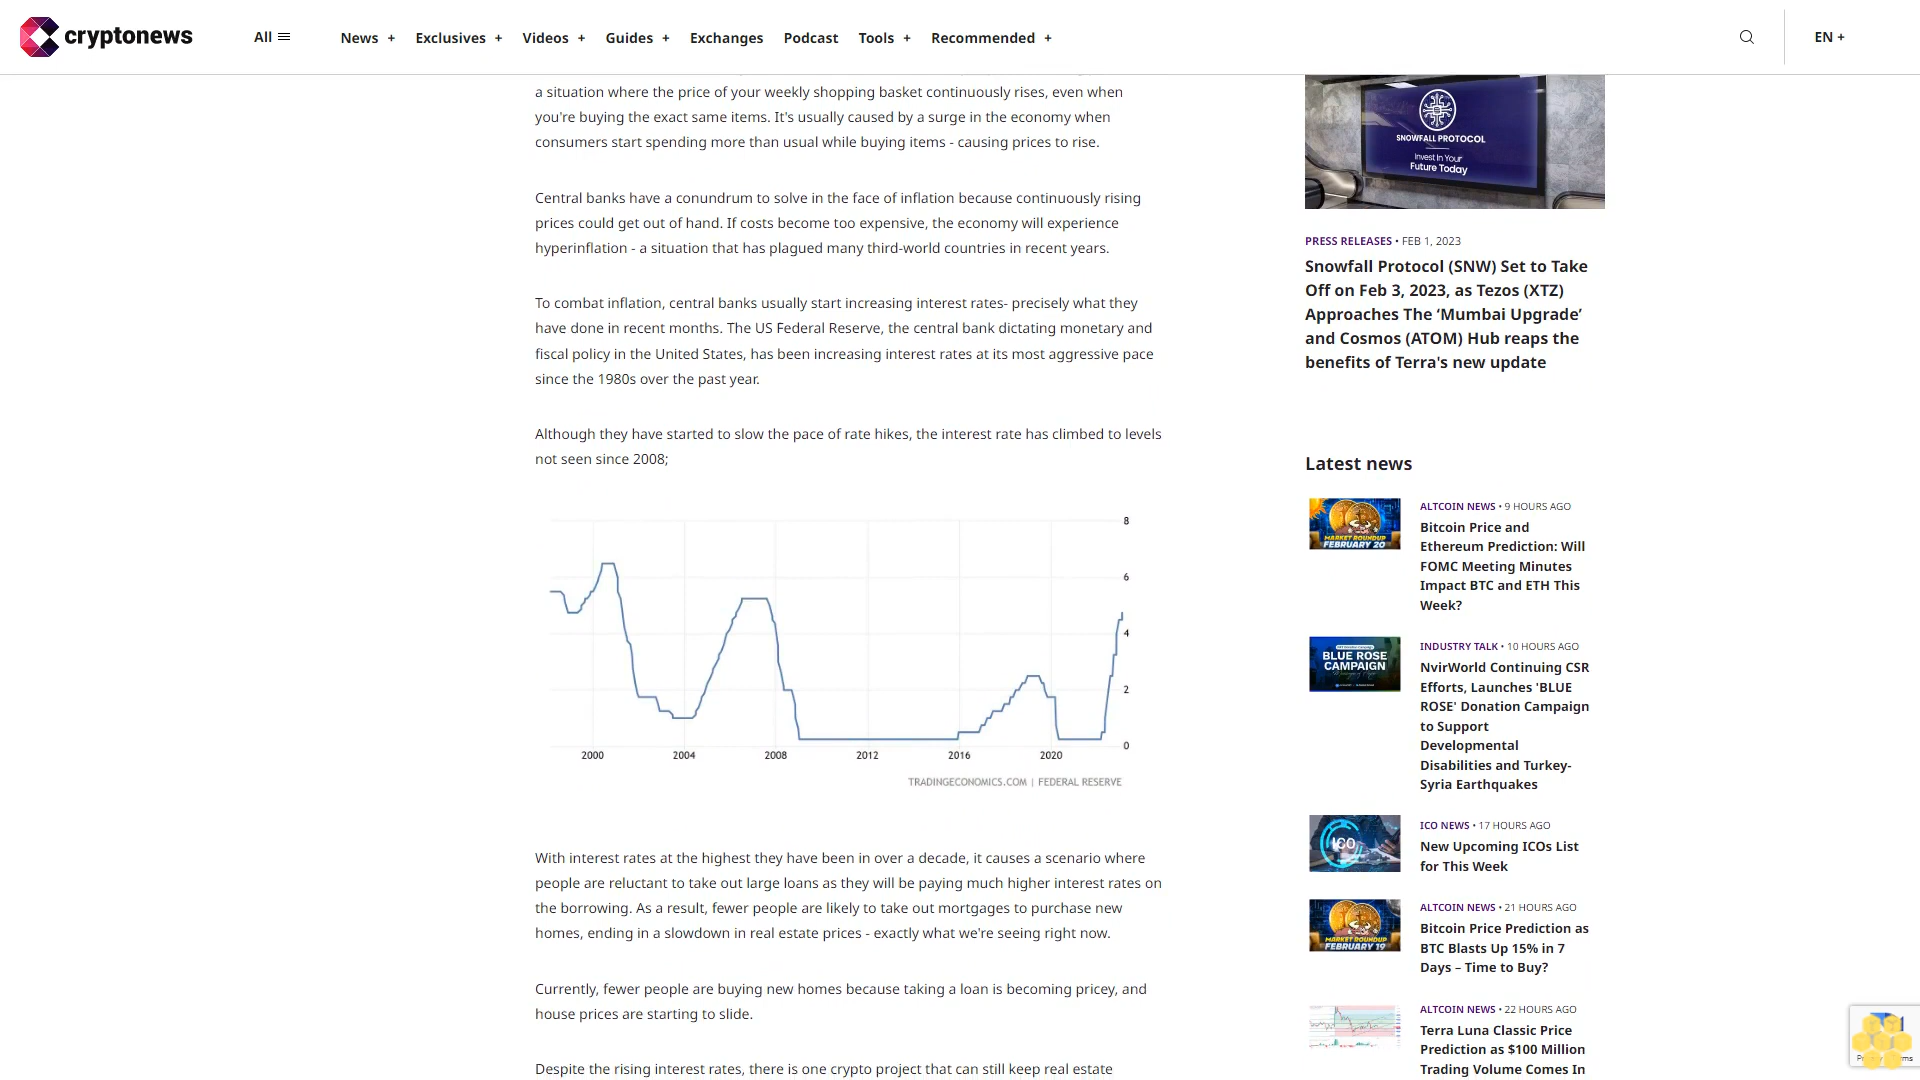 cryptonews
All
News +
Exclusives +
Videos +
Guides +
Exchanges
Podcast
Tools +
Recommended +
EN +
a situation where the price of your weekly shopping basket continuously rises, even when
you're buying the exact same items. It's usually caused by a surge in the economy when
consumers start spending more than usual while buying items - causing prices to rise.
Central banks have a conundrum to solve in the face of inflation because continuously rising
prices could get out of hand. If costs become too expensive, the economy will experience
hyperinflation - a situation that has plagued many third-world countries in recent years.
To combat inflation, central banks usually start increasing interest rates- precisely what they
have done in recent months. The US Federal Reserve, the central bank dictating monetary and
fiscal policy in the United States, has been increasing interest rates at its most aggressive pace
since the 1980s over the past year.
Although they have started to slow the pace of rate hikes, the interest rate has climbed to levels
not seen since 2008;
8
6
4
2
0
2000 2004 2008 2012 2016 2020
TRADINGECONOMICS.COM | FEDERAL RESERVE
With interest rates at the highest they have been in over a decade, it causes a scenario where
people are reluctant to take out large loans as they will be paying much higher interest rates on
the borrowing. As a result, fewer people are likely to take out mortgages to purchase new
homes, ending in a slowdown in real estate prices - exactly what we're seeing right now.
Currently, fewer people are buying new homes because taking a loan is becoming pricey, and
house prices are starting to slide.
Despite the rising interest rates, there is one crypto project that can still keep real estate
SNOWFALL PROTOCOL
Invest In Your
Future Today
PRESS RELEASES • FEB 1, 2023
Snowfall Protocol (SNW) Set to Take
Off on Feb 3, 2023, as Tezos (XTZ)
Approaches The ‘Mumbai Upgrade’
and Cosmos (ATOM) Hub reaps the
benefits of Terra's new update
Latest news
MARKET ROUNDUP
FEBRUARY 20
ALTCOIN NEWS • 9 HOURS AGO
Bitcoin Price and
Ethereum Prediction: Will
FOMC Meeting Minutes
Impact BTC and ETH This
Week?
BLUE ROSE
CAMPAIGN
INDUSTRY TALK • 10 HOURS AGO
NvirWorld Continuing CSR
Efforts, Launches 'BLUE
ROSE' Donation Campaign
to Support
Developmental
Disabilities and Turkey-
Syria Earthquakes
ICO
ICO NEWS • 17 HOURS AGO
New Upcoming ICOs List
for This Week
MARKET ROUNDUP
FEBRUARY 19
ALTCOIN NEWS • 21 HOURS AGO
Bitcoin Price Prediction as
BTC Blasts Up 15% in 7
Days – Time to Buy?
ALTCOIN NEWS • 22 HOURS AGO
Terra Luna Classic Price
Prediction as $100 Million
Trading Volume Comes In